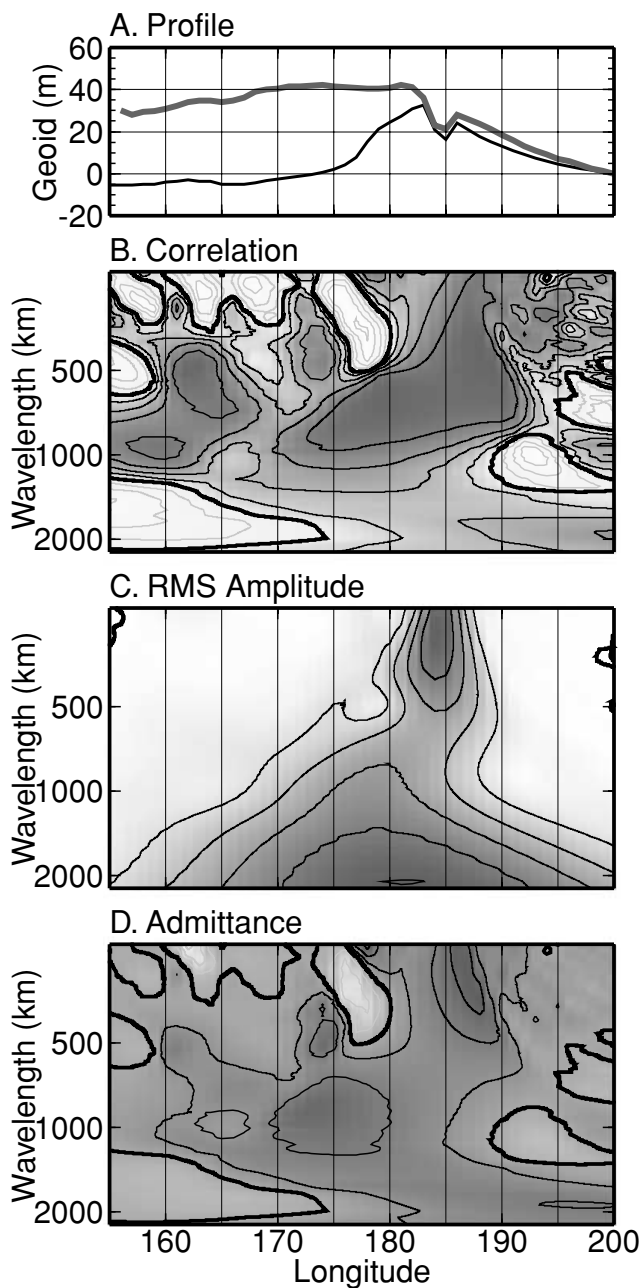 A. Profile
Geoid (m)
60
40
20
0
-20
B. Correlation
Wavelength (km)
500
1000
2000
C. RMS Amplitude
Wavelength (km)
500
1000
2000
D. Admittance
Wavelength (km)
500
1000
2000
160 170 180 190 200
Longitude